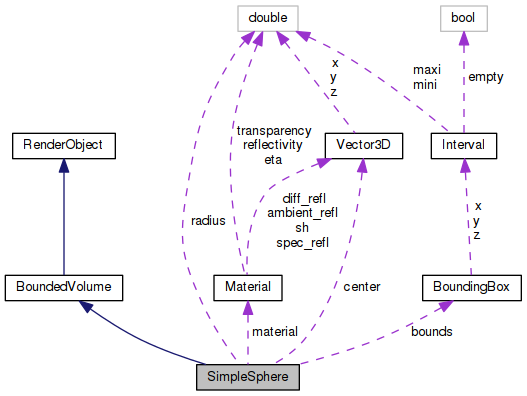 double
bool
x
y
z
maxi
mini
empty
transparency
reflectivity
eta
RenderObject
Vector3D
Interval
diff_refl
ambient_refl
sh
spec_refl
radius
x
y
z
BoundedVolume
Material
center
BoundingBox
material
bounds
SimpleSphere